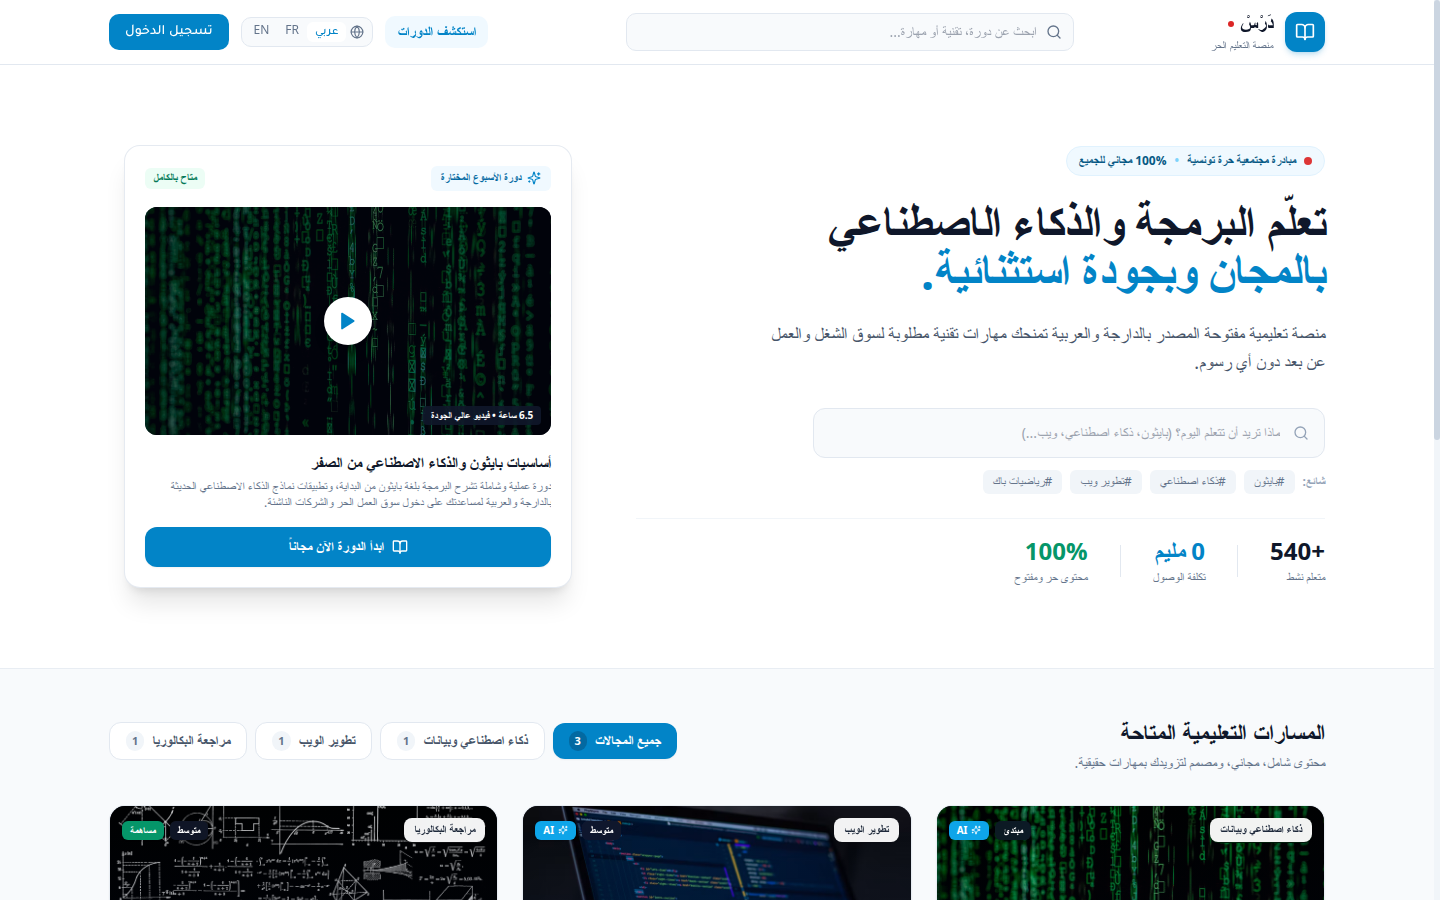 دَرْسْ
منصة التعليم الحر
ابحث عن دورة، تقنية أو مهارة...
استكشف الدورات
عربي FR EN
تسجيل الدخول
مبادرة مجتمعية حرة تونسية • 100% مجاني للجميع
تعلّم البرمجة والذكاء الاصطناعي
بالمجان وبجودة استثنائية.
منصة تعليمية مفتوحة المصدر بالدارجة والعربية تمنحك مهارات تقنية مطلوبة لسوق الشغل والعمل
عن بعد دون أي رسوم.
ماذا تريد أن تتعلم اليوم؟ (بايثون، ذكاء اصطناعي، ويب...)
شائع: #بايثون #ذكاء اصطناعي #تطوير ويب #رياضيات باك
+540
متعلم نشط
0 مليم
تكلفة الوصول
100%
محتوى حر ومفتوح
دورة الأسبوع المختارة
متاح بالكامل
6.5 ساعة • فيديو عالي الجودة
أساسيات بايثون والذكاء الاصطناعي من الصفر
دورة عملية وشاملة تشرح البرمجة بلغة بايثون من البداية، وتطبيقات نماذج الذكاء الاصطناعي الحديثة
بالدارجة والعربية لمساعدتك على دخول سوق العمل الحر والشركات الناشئة.
ابدأ الدورة الآن مجاناً
المسارات التعليمية المتاحة
محتوى شامل، مجاني، ومصمم لتزويدك بمهارات حقيقية.
جميع المجالات 3
ذكاء اصطناعي وبيانات 1
تطوير الويب 1
مراجعة البكالوريا 1
ذكاء اصطناعي وبيانات
مبتدئ
AI
تطوير الويب
متوسط
AI
مراجعة البكالوريا
متوسط
مساهمة